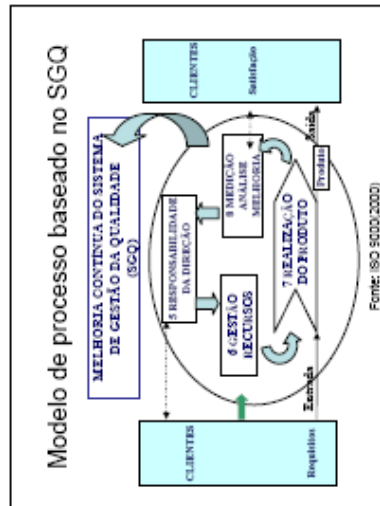 Modelo de processo baseado no SGQ
MELHORIA CONTÍNUA DO SISTEMA
DE GESTÃO DA QUALIDADE
(SGQ)
CLIENTES
Requisitos
5 RESPONSABILIDADE
DA DIREÇÃO
6 GESTÃO
RECURSOS
8 MEDIÇÃO
ANÁLISE
MELHORIA
7 REALIZAÇÃO
DO PRODUTO
Entrada
Produto
Saída
CLIENTES
Satisfação
Fonte: ISO 9000(2000)